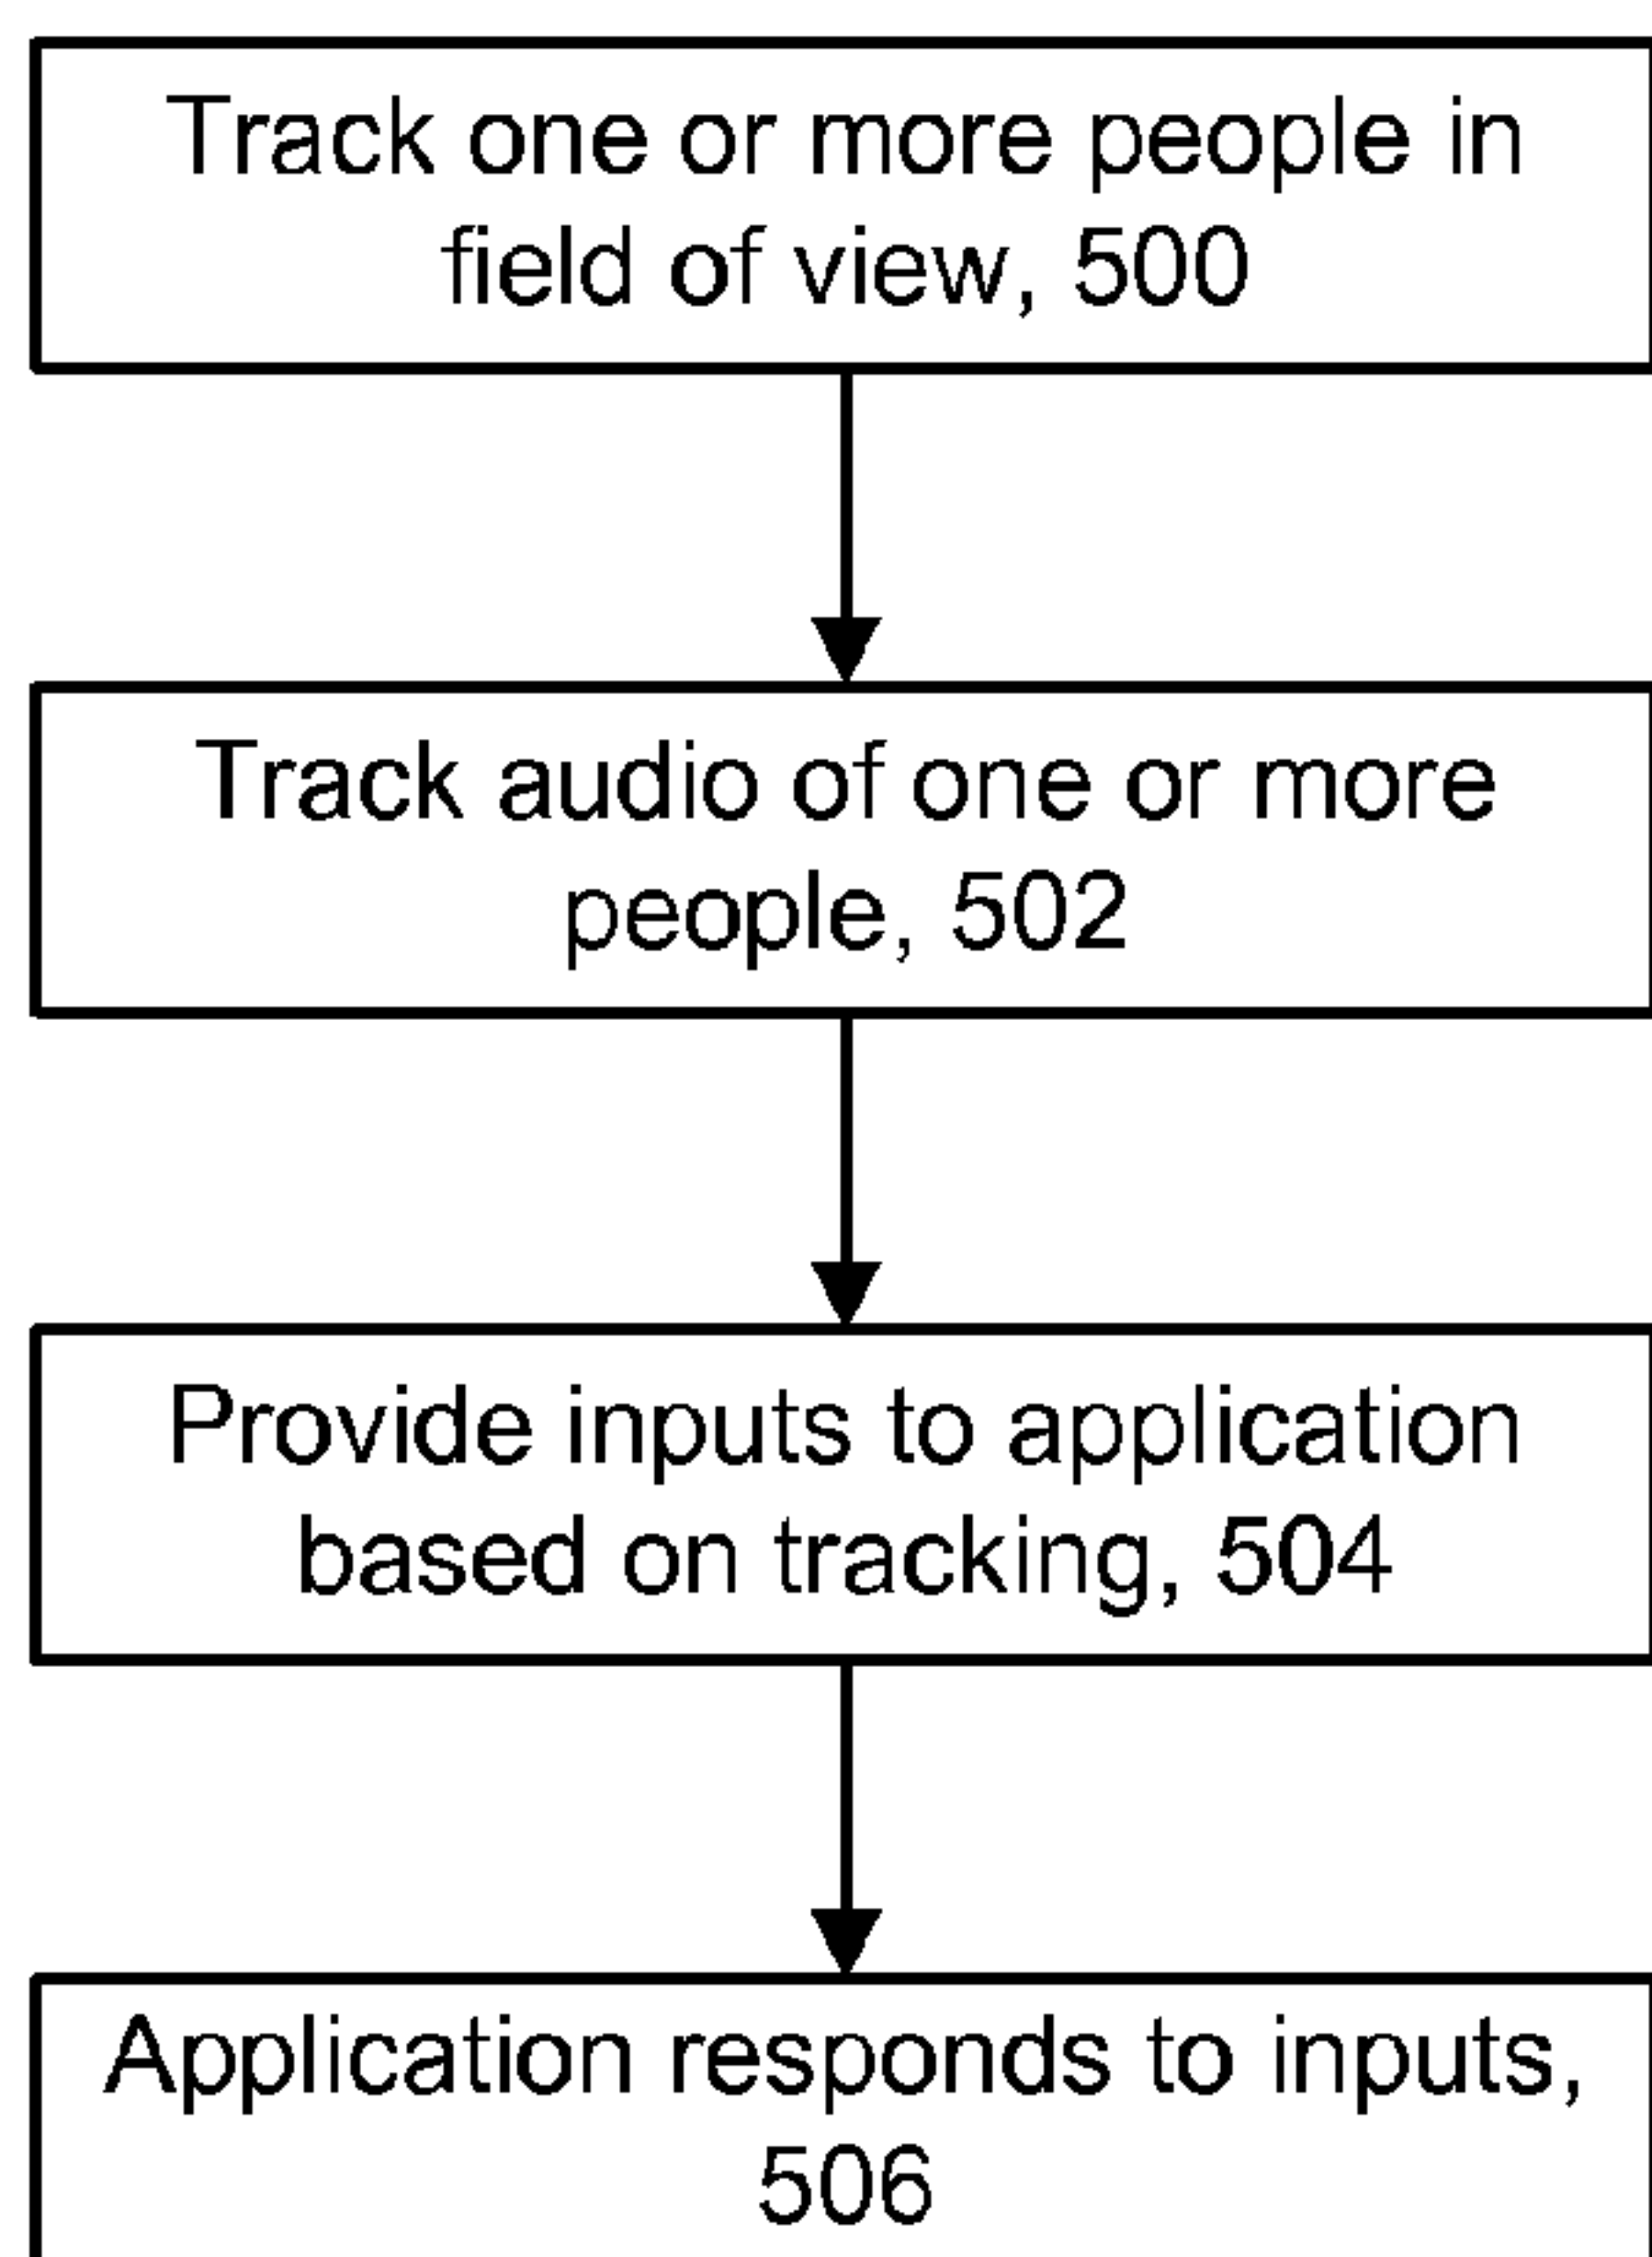 Track one or more people in
field of view, 500
Track audio of one or more
people, 502
Provide inputs to application
based on tracking, 504
Application responds to inputs,
506